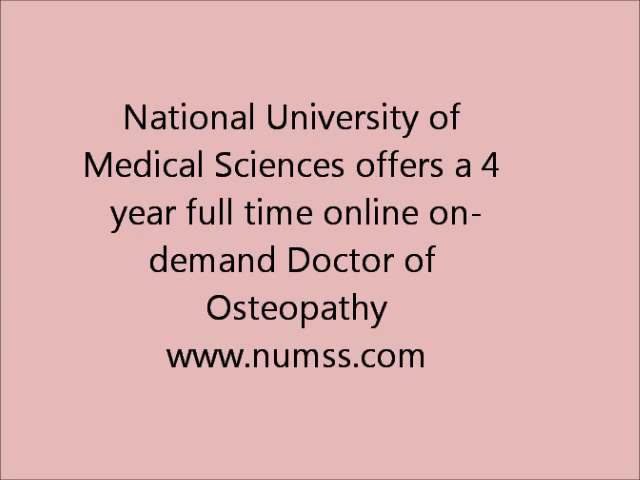 National University of
Medical Sciences offers a 4
year full time online on-
demand Doctor of
Osteopathy
www.numss.com